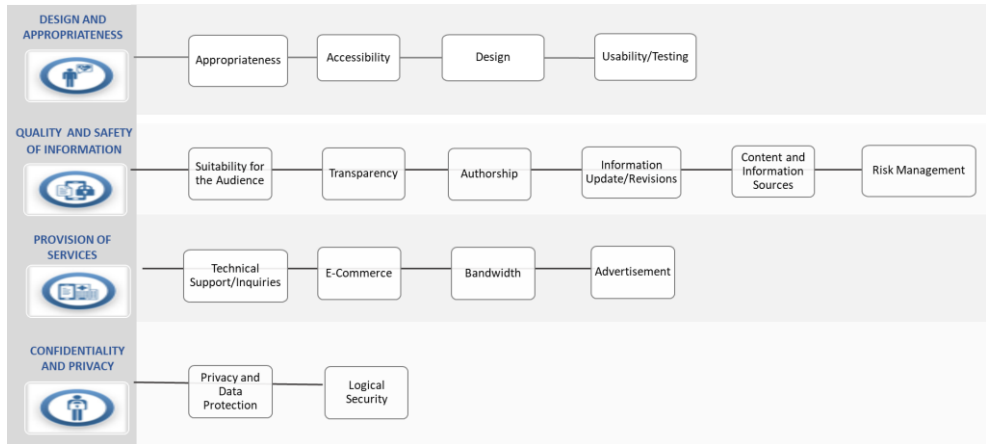 DESIGN AND
APPROPRIATENESS
Appropriateness
Accessibility
Design
Usability/Testing
QUALITY AND SAFETY
OF INFORMATION
Suitability for
the Audience
Transparency
Authorship
Information
Update/Revisions
Content and
Information
Sources
Risk Management
PROVISION OF
SERVICES
Technical
Support/Inquiries
E-Commerce
Bandwidth
Advertisement
CONFIDENTIALITY
AND PRIVACY
Privacy and
Data
Protection
Logical
Security